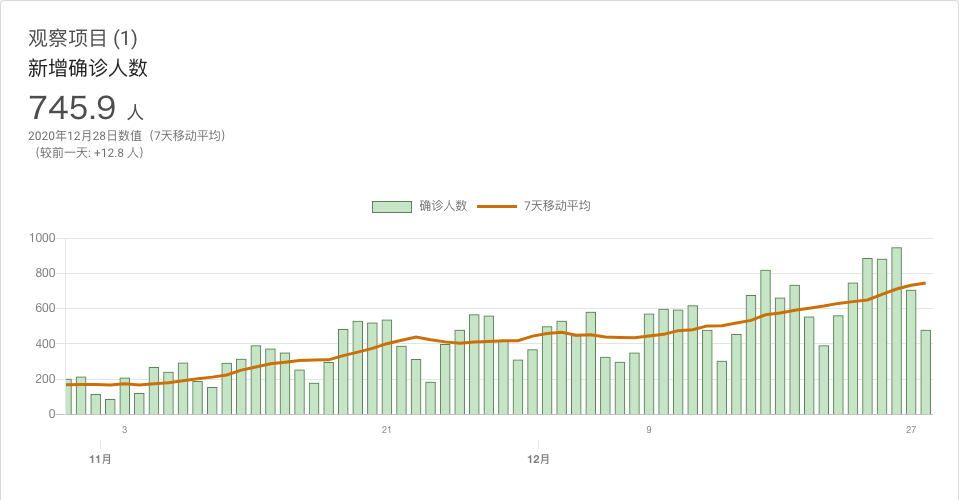 观察项目 (1)
新增确诊人数
745.9 人
2020年12月28日数值（7天移动平均）
（较前一天: +12.8 人）
确诊人数 7天移动平均
1000
800
600
400
200
0
3 21 9 27
11月 12月